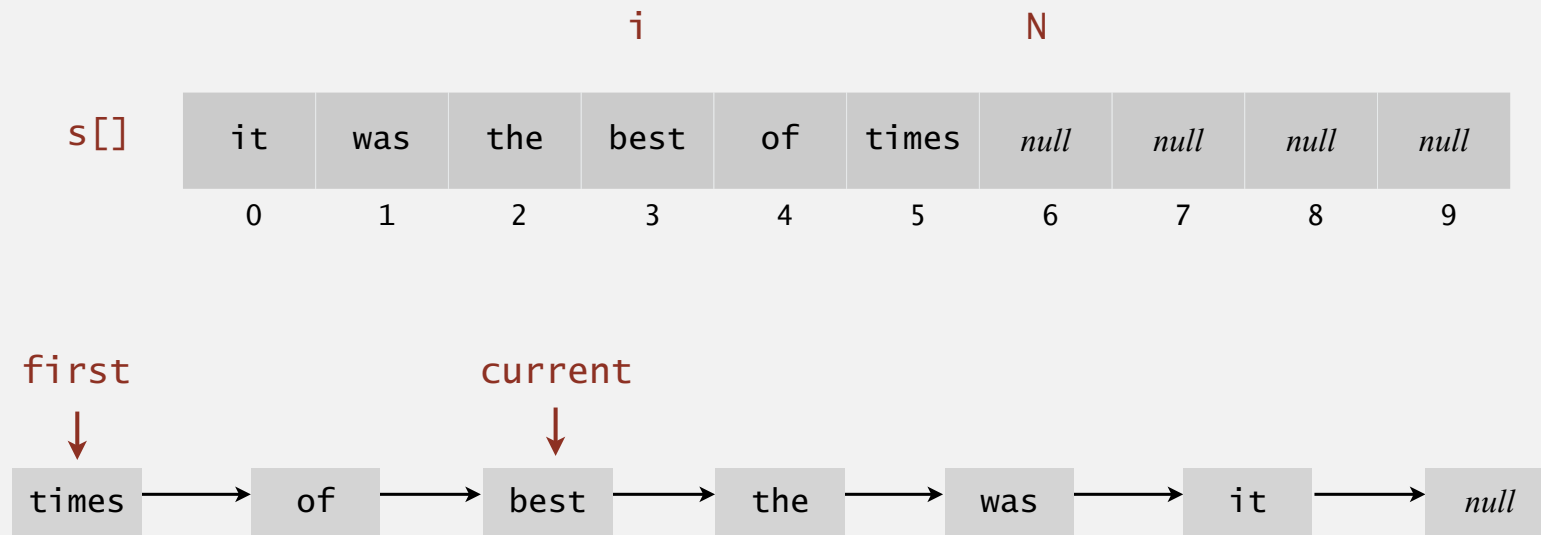 i N
s[] it was the best of times null null null null
0 1 2 3 4 5 6 7 8 9
first current
times of best the was it null